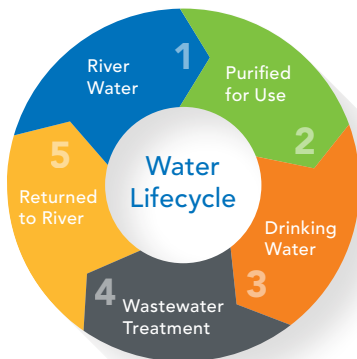 Water
Lifecycle
1
River
Water
2
Purified
for Use
3
Drinking
Water
4
Wastewater
Treatment
5
Returned
to River